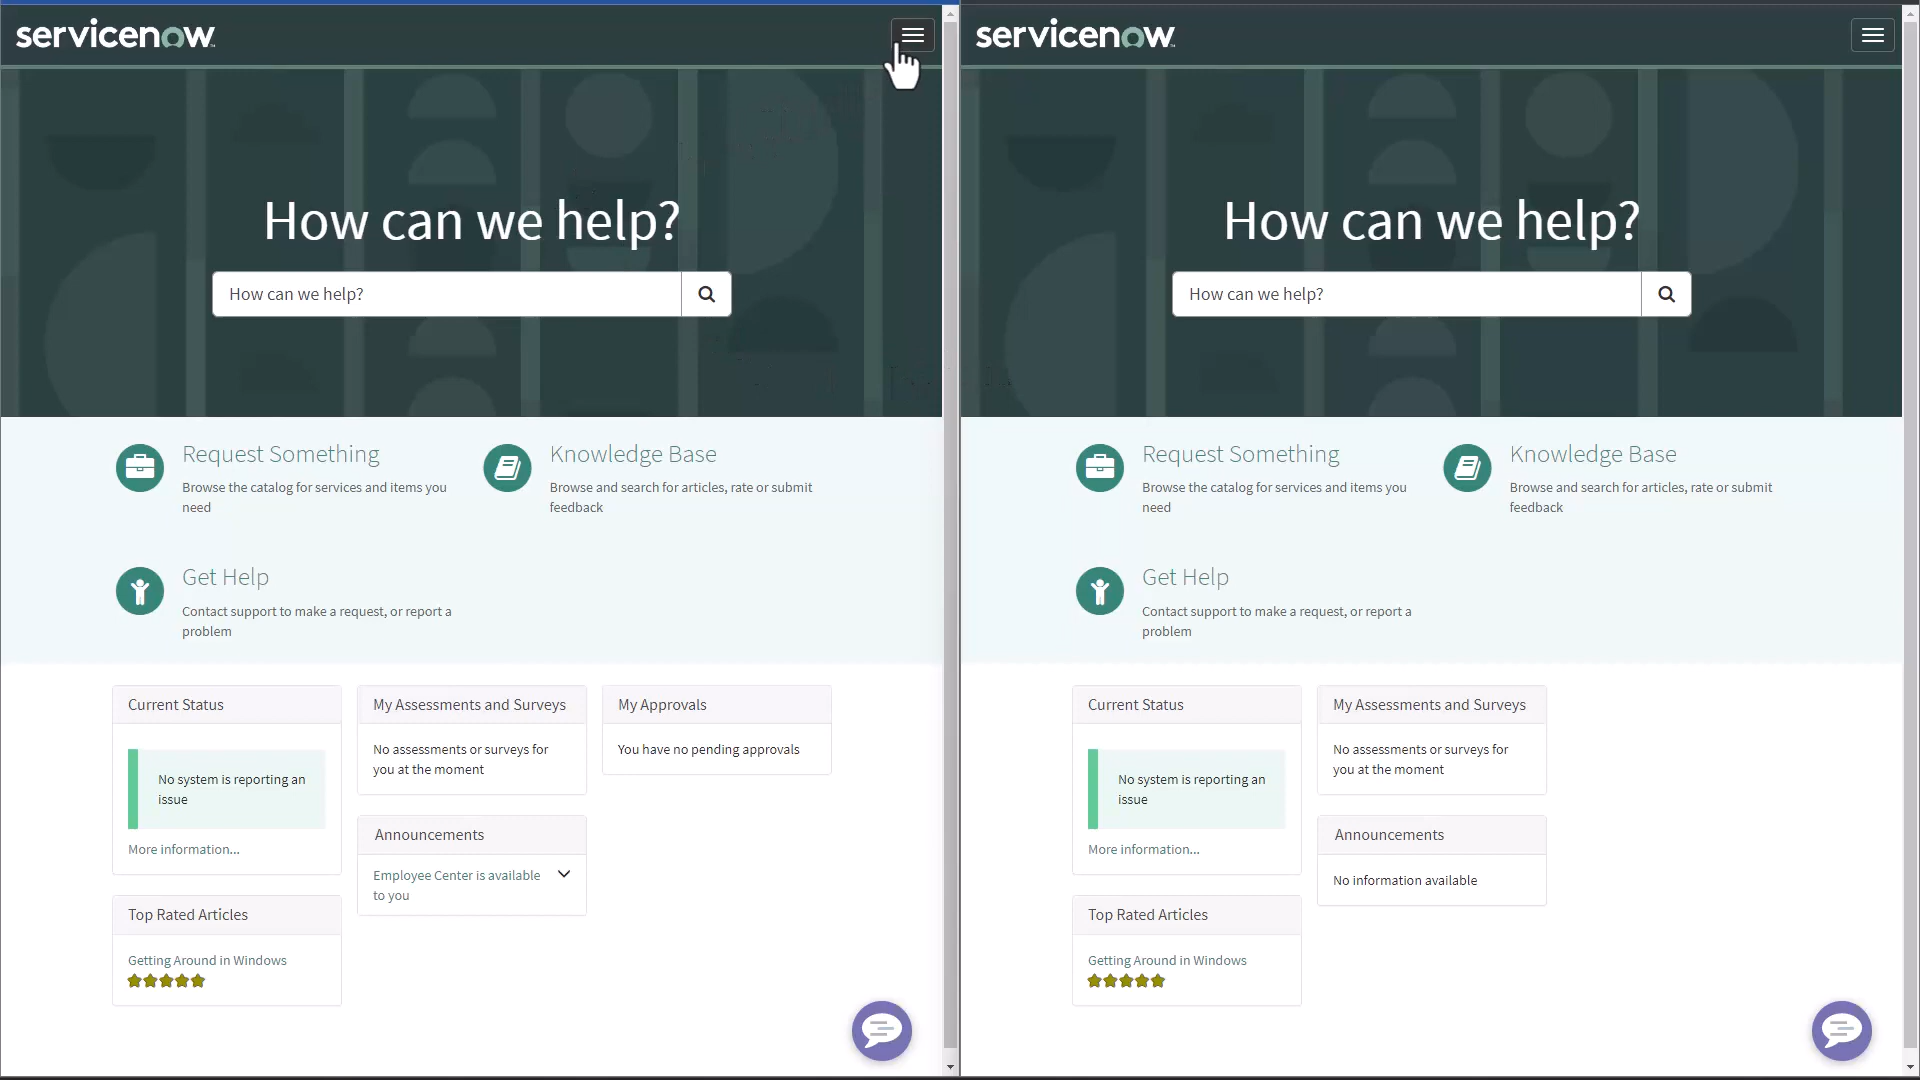 servicenow
How can we help?
How can we help?
Request Something
Browse the catalog for services and items you
need
Knowledge Base
Browse and search for articles, rate or submit
feedback
Get Help
Contact support to make a request, or report a
problem
Current Status
No system is reporting an
issue
More information...
Top Rated Articles
Getting Around in Windows
My Assessments and Surveys
No assessments or surveys for
you at the moment
Announcements
Employee Center is available
to you
My Approvals
You have no pending approvals
servicenow
How can we help?
How can we help?
Request Something
Browse the catalog for services and items you
need
Knowledge Base
Browse and search for articles, rate or submit
feedback
Get Help
Contact support to make a request, or report a
problem
Current Status
No system is reporting an
issue
More information...
Top Rated Articles
Getting Around in Windows
My Assessments and Surveys
No assessments or surveys for
you at the moment
Announcements
No information available